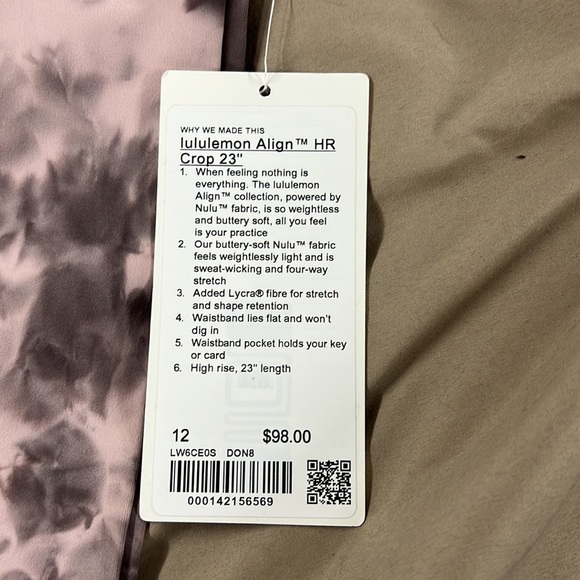 WHY WE MADE THIS
lululemon Align™ HR
Crop 23"
1. When feeling nothing is
everything. The lululemon
Align™ collection, powered by
Nulu™ fabric, is so weightless
and buttery soft, all you feel
is your practice
2. Our buttery-soft Nulu™ fabric
feels weightlessly light and is
sweat-wicking and four-way
stretch
3. Added Lycra® fibre for stretch
and shape retention
4. Waistband lies flat and won't
dig in
5. Waistband pocket holds your key
or card
6. High rise, 23" length
12 $98.00
LW6CE0S DON8
000142156569